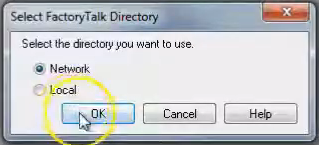 Select FactoryTalk Directory
Select the directory you want to use.
Network
Local
OK Cancel Help